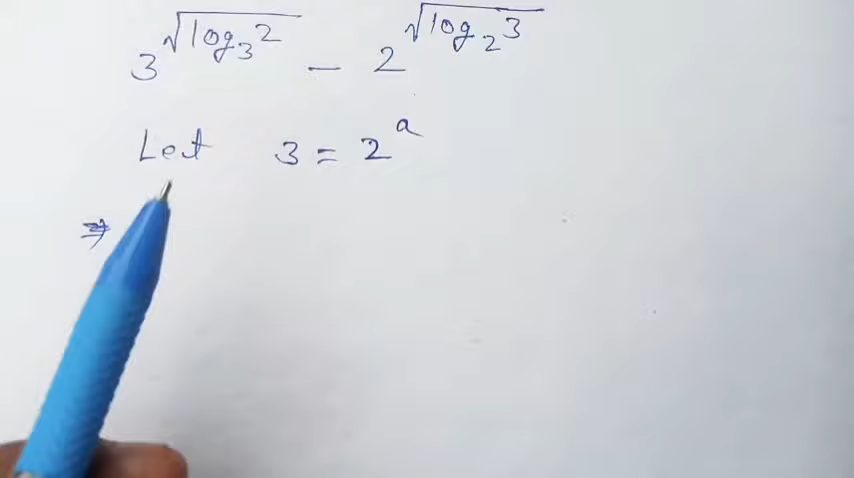 3^√(log₃2) − 2^√(log₂3)
Let 3 = 2^a
⇒